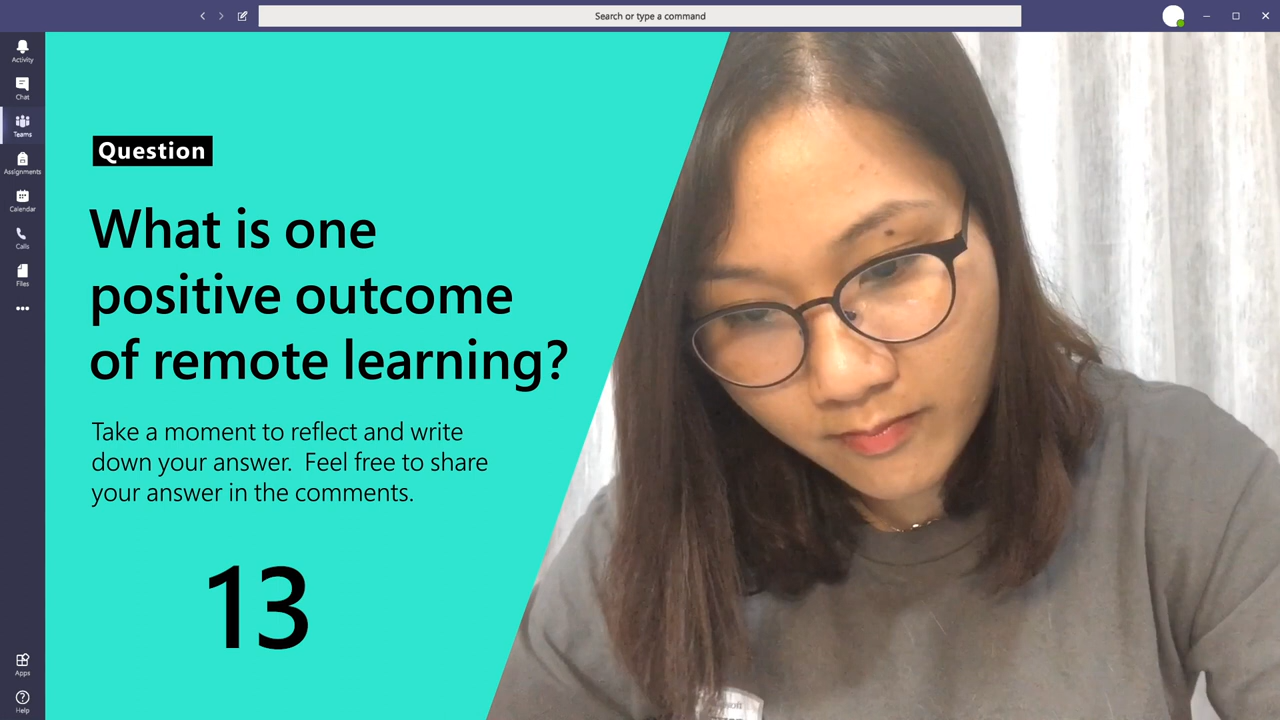 Search or type a command
Activity
Chat
Teams
Assignments
Calendar
Calls
Files
Question
What is one
positive outcome
of remote learning?
Take a moment to reflect and write
down your answer.  Feel free to share
your answer in the comments.
13
Apps
Help